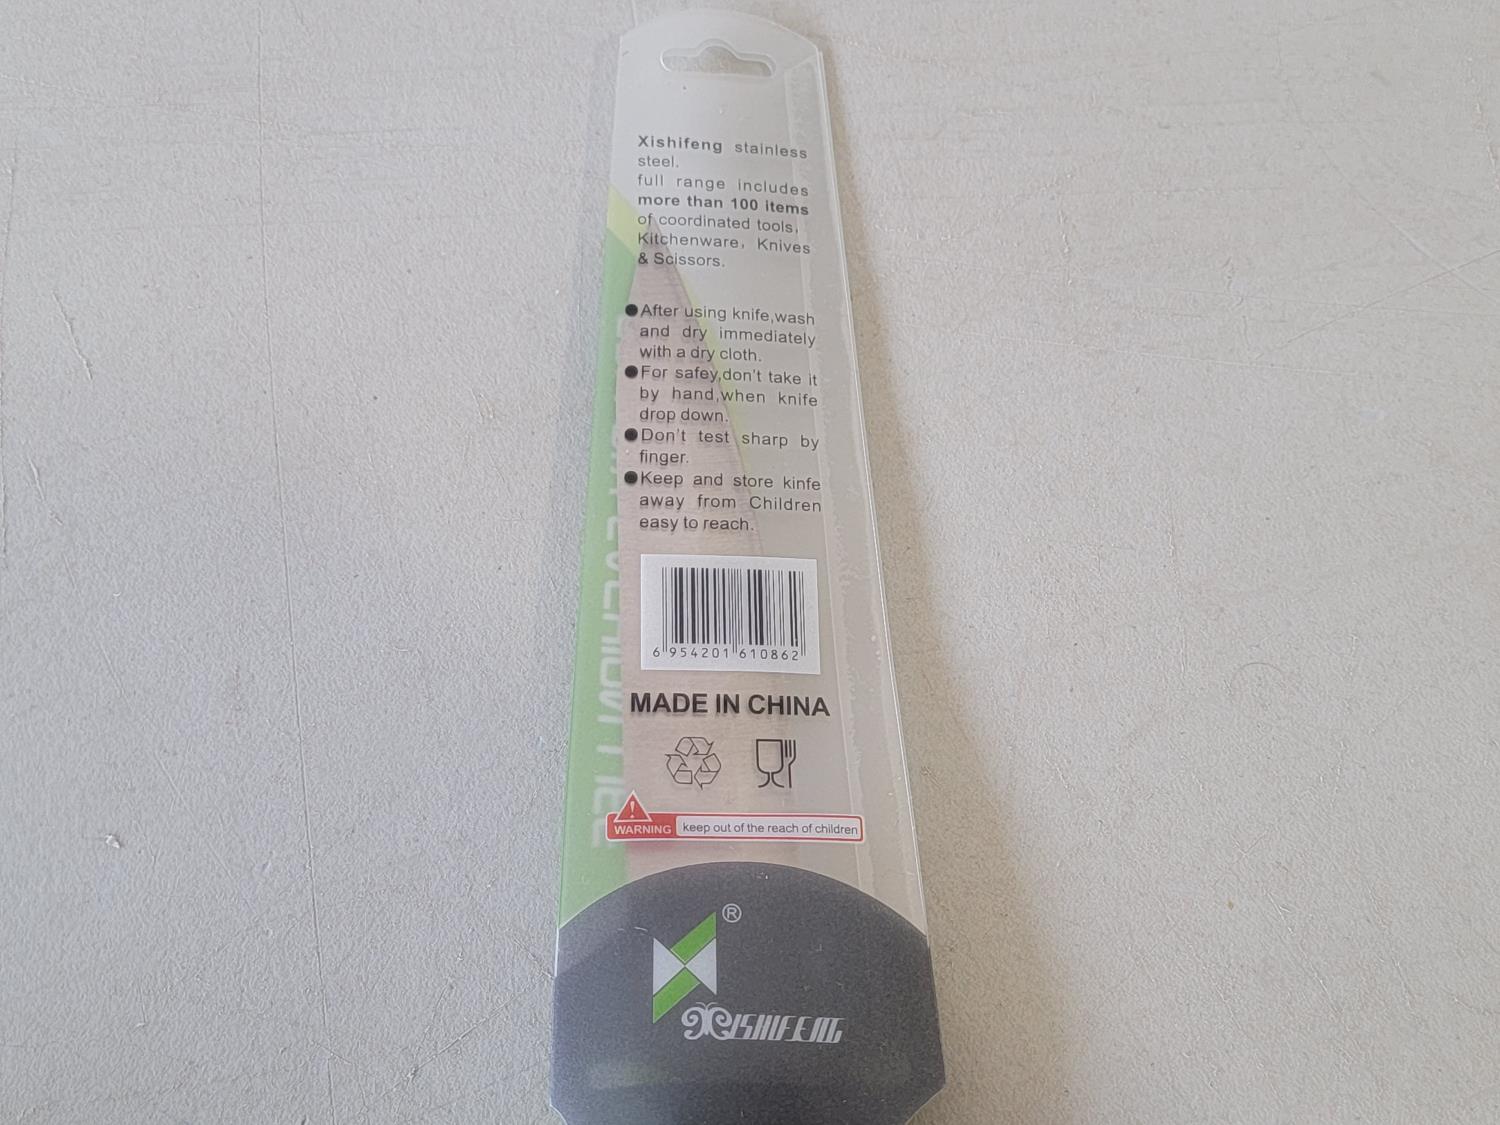 Xishifeng stainless
steel.
full range includes
more than 100 items
of coordinated tools,
Kitchenware, Knives
& Scissors.
●After using knife,wash
and dry immediately
with a dry cloth.
●For safey,don't take it
by hand,when knife
drop down.
●Don't test sharp by
finger.
●Keep and store kinfe
away from Children
easy to reach.
6 954201 610862
MADE IN CHINA
WARNING keep out of the reach of children
®
XISHIFENG